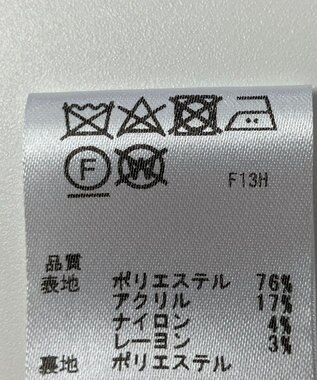 F W F13H
品質
表地 ポリエステル 76%
アクリル 17%
ナイロン 4%
レーヨン 3%
裏地 ポリエステル